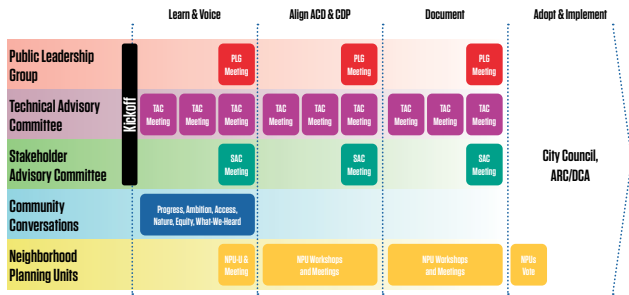 Learn & Voice
Align ACD & CDP
Document
Adopt & Implement
Public Leadership
Group
Kickoff
PLG
Meeting
PLG
Meeting
PLG
Meeting
Technical Advisory
Committee
TAC
Meeting
TAC
Meeting
TAC
Meeting
TAC
Meeting
TAC
Meeting
TAC
Meeting
TAC
Meeting
TAC
Meeting
TAC
Meeting
Stakeholder
Advisory Committee
SAC
Meeting
SAC
Meeting
SAC
Meeting
City Council,
ARC/DCA
Community
Conversations
Progress, Ambition, Access,
Nature, Equity, What-We-Heard
Neighborhood
Planning Units
NPU-U &
Meeting
NPU Workshops
and Meetings
NPU Workshops
and Meetings
NPUs
Vote